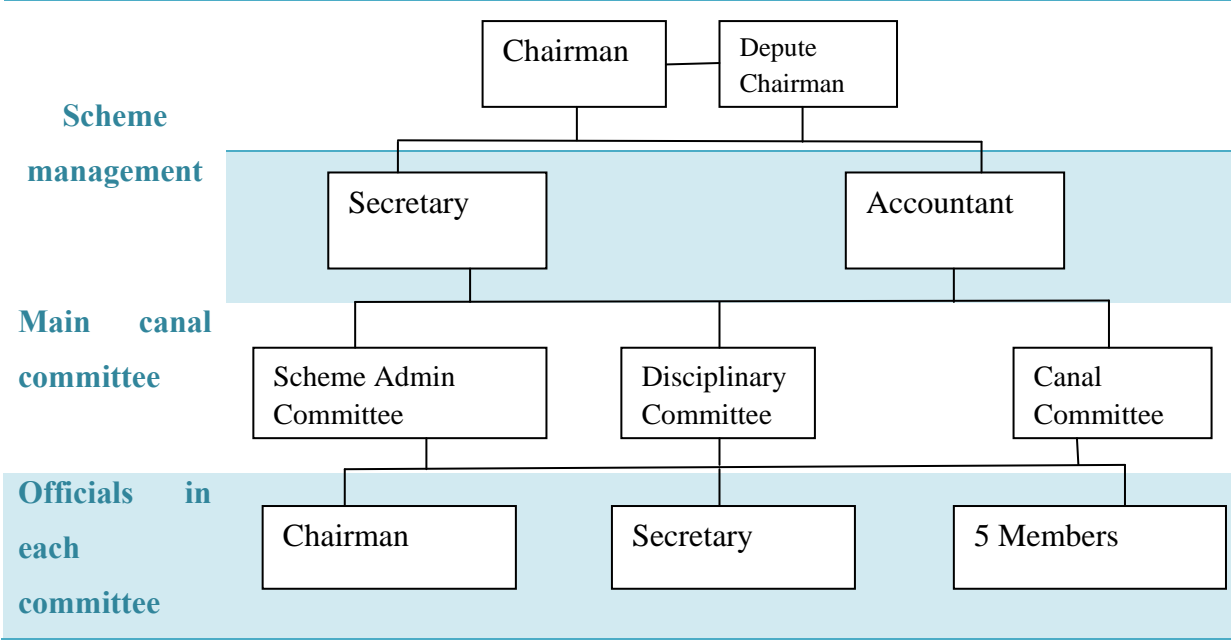 Chairman
Depute
Chairman
Scheme
management
Secretary
Accountant
Main canal
committee
Scheme Admin
Committee
Disciplinary
Committee
Canal
Committee
Officials in
each
committee
Chairman
Secretary
5 Members